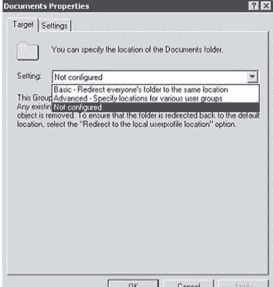 Documents Properties
Target Settings
You can specify the location of the Documents folder.
Setting: Not configured
Basic - Redirect everyone's folder to the same location
Advanced - Specify locations for various user groups
Not configured
This Group
Any existin
object is removed. To ensure that the folder is redirected back to the default
location, select the "Redirect to the local userprofile location" option.
OK Cancel Apply